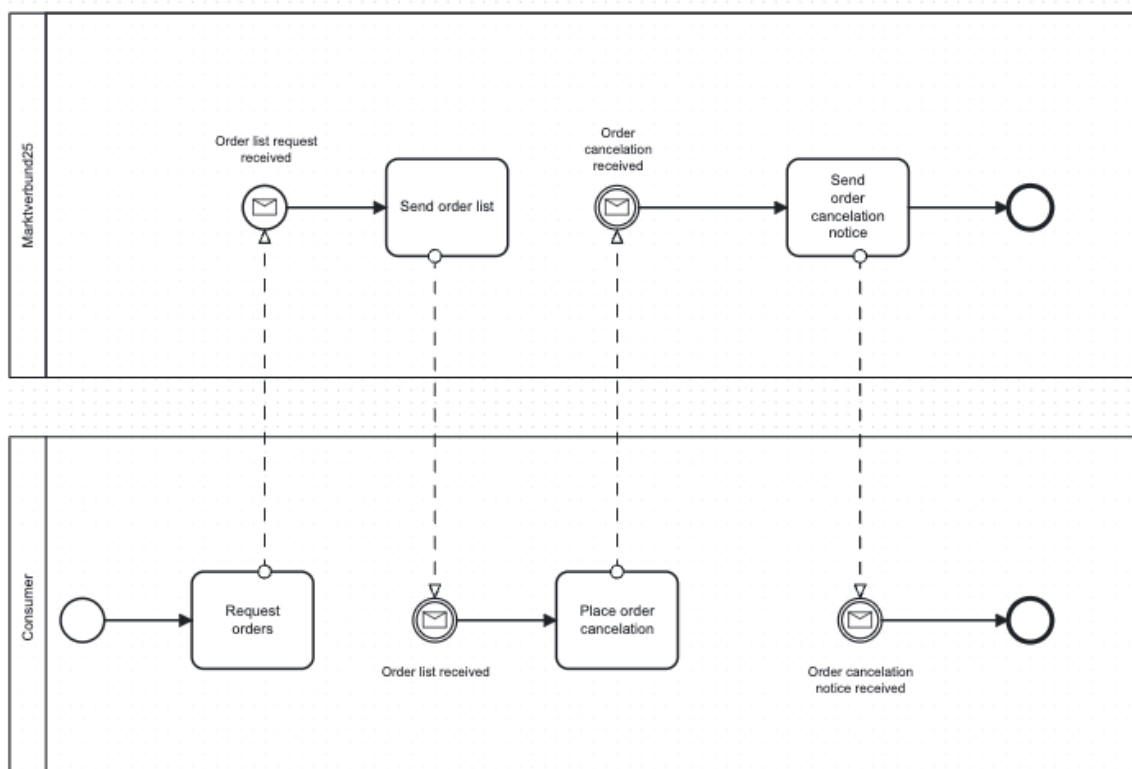 Marktverbund25
Order list request
received
Send order list
Order
cancelation
received
Send
order
cancelation
notice
Consumer
Request
orders
Order list received
Place order
cancelation
Order cancelation
notice received